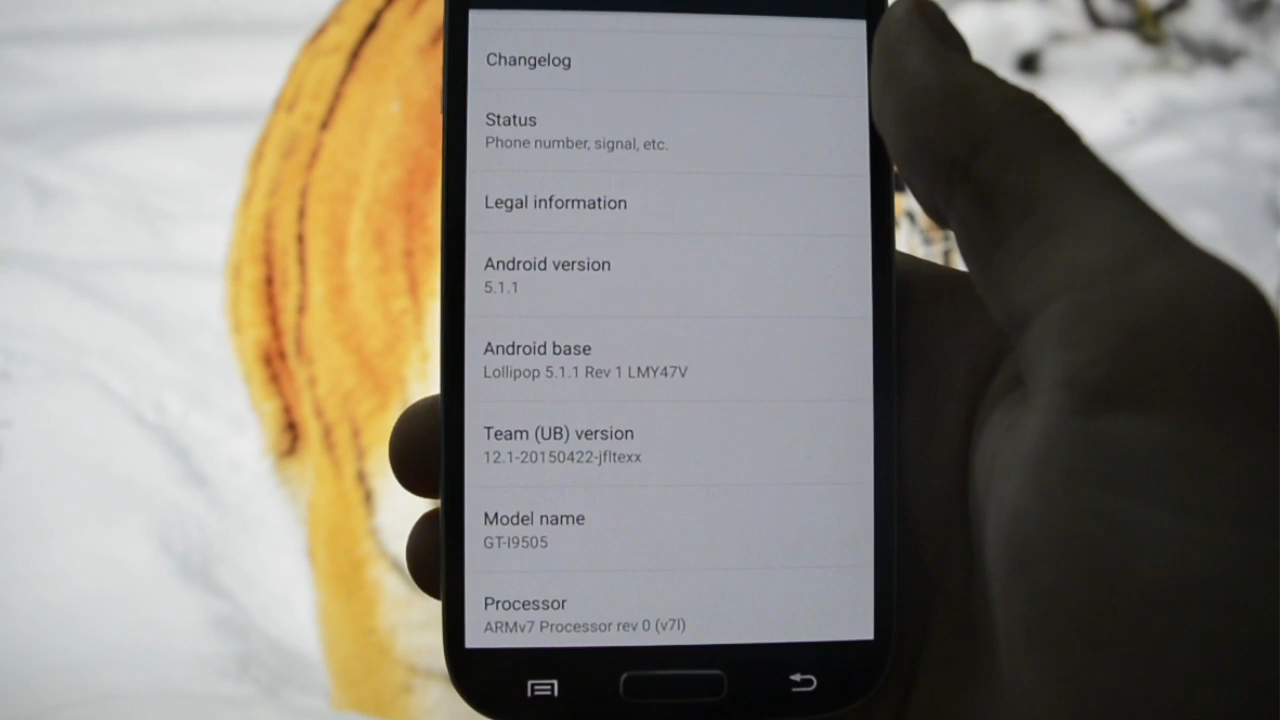 Changelog
Status
Phone number, signal, etc.
Legal information
Android version
5.1.1
Android base
Lollipop 5.1.1 Rev 1 LMY47V
Team (UB) version
12.1-20150422-jfltexx
Model name
GT-I9505
Processor
ARMv7 Processor rev 0 (v7l)